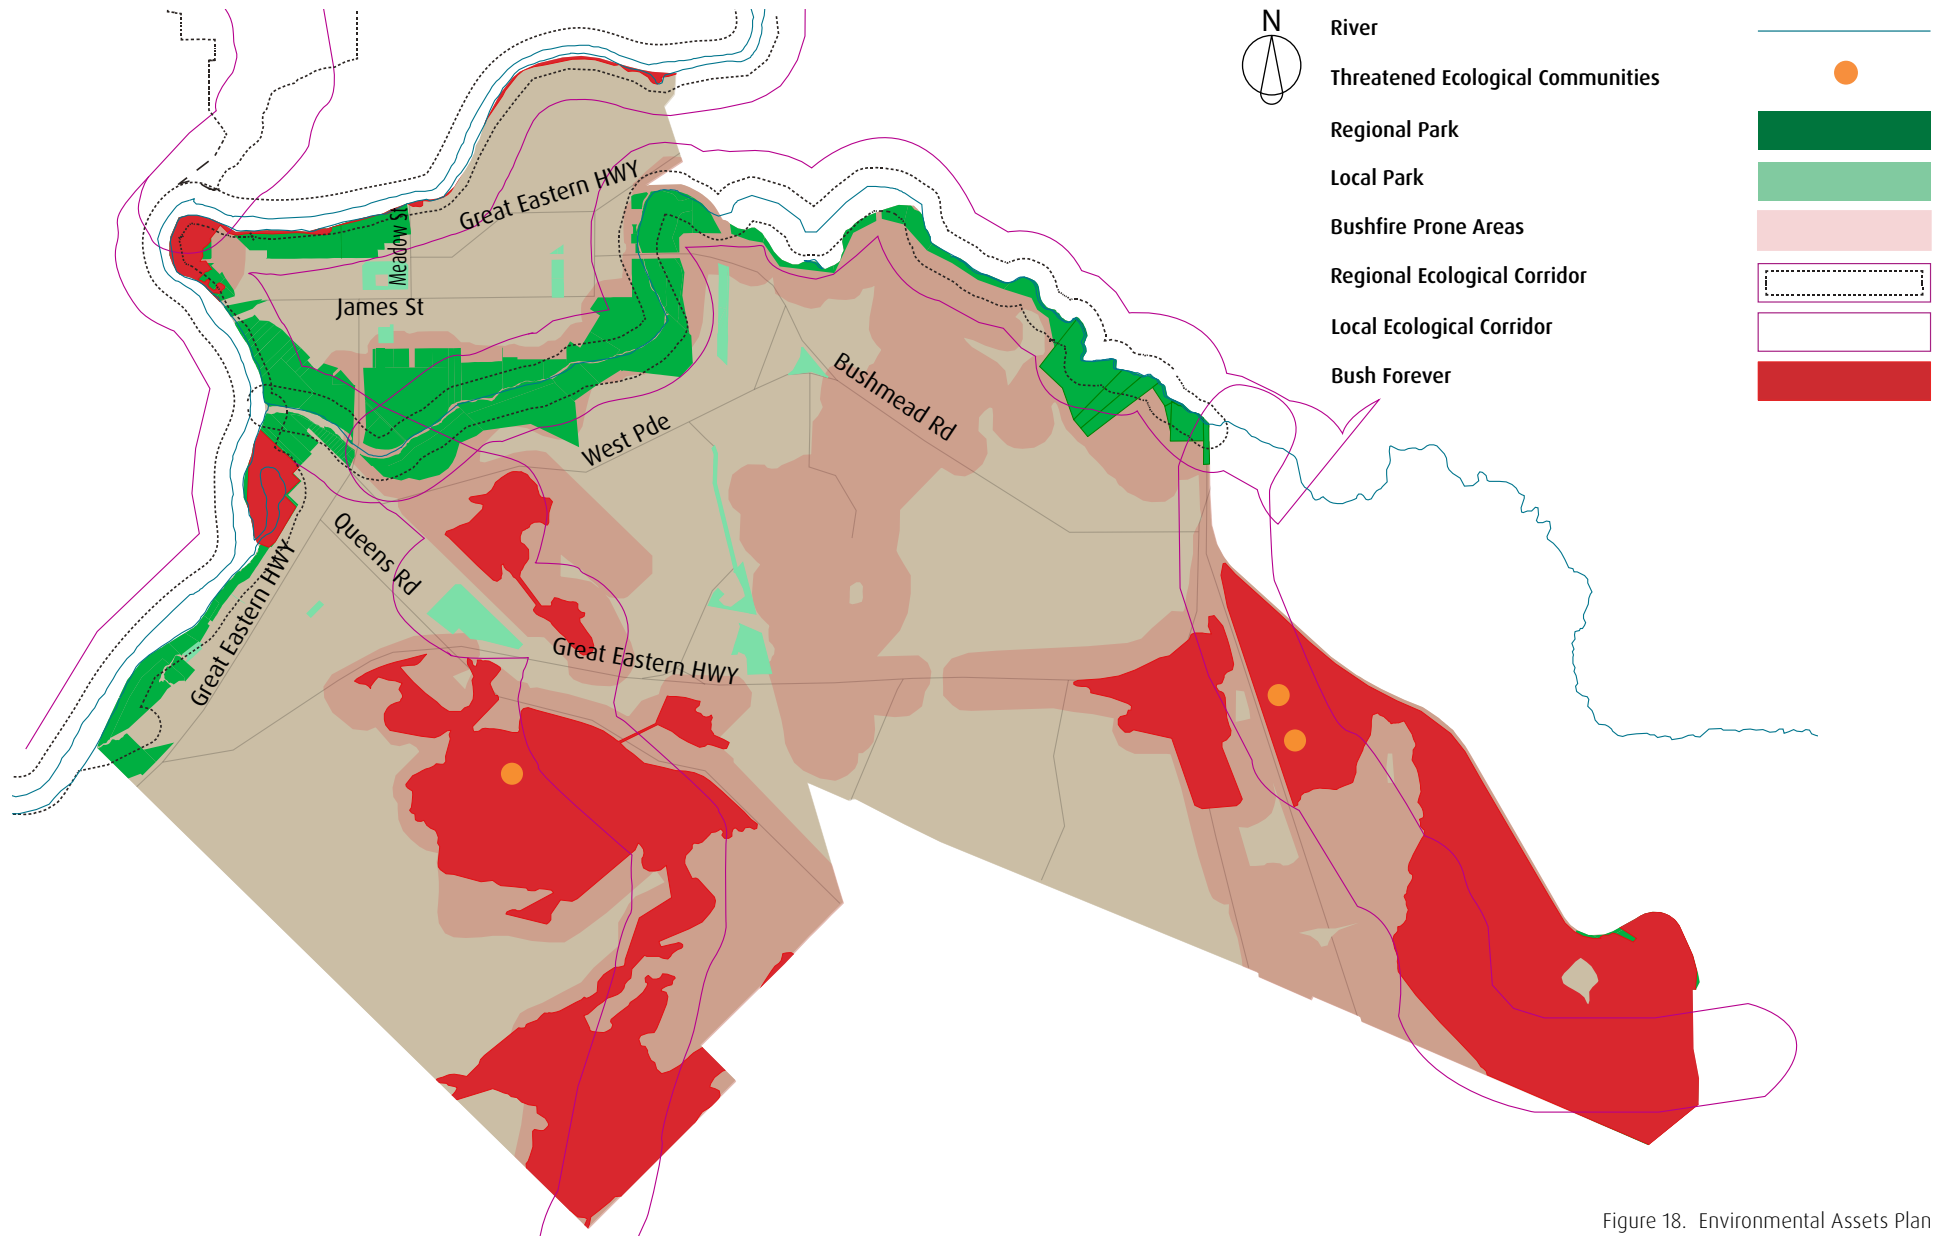 N
River
Threatened Ecological Communities
Regional Park
Local Park
Bushfire Prone Areas
Regional Ecological Corridor
Local Ecological Corridor
Bush Forever
Great Eastern HWY
Meadow St
James St
Bushmead Rd
West Pde
Queens Rd
Great Eastern HWY
Great Eastern HWY
Figure 18. Environmental Assets Plan